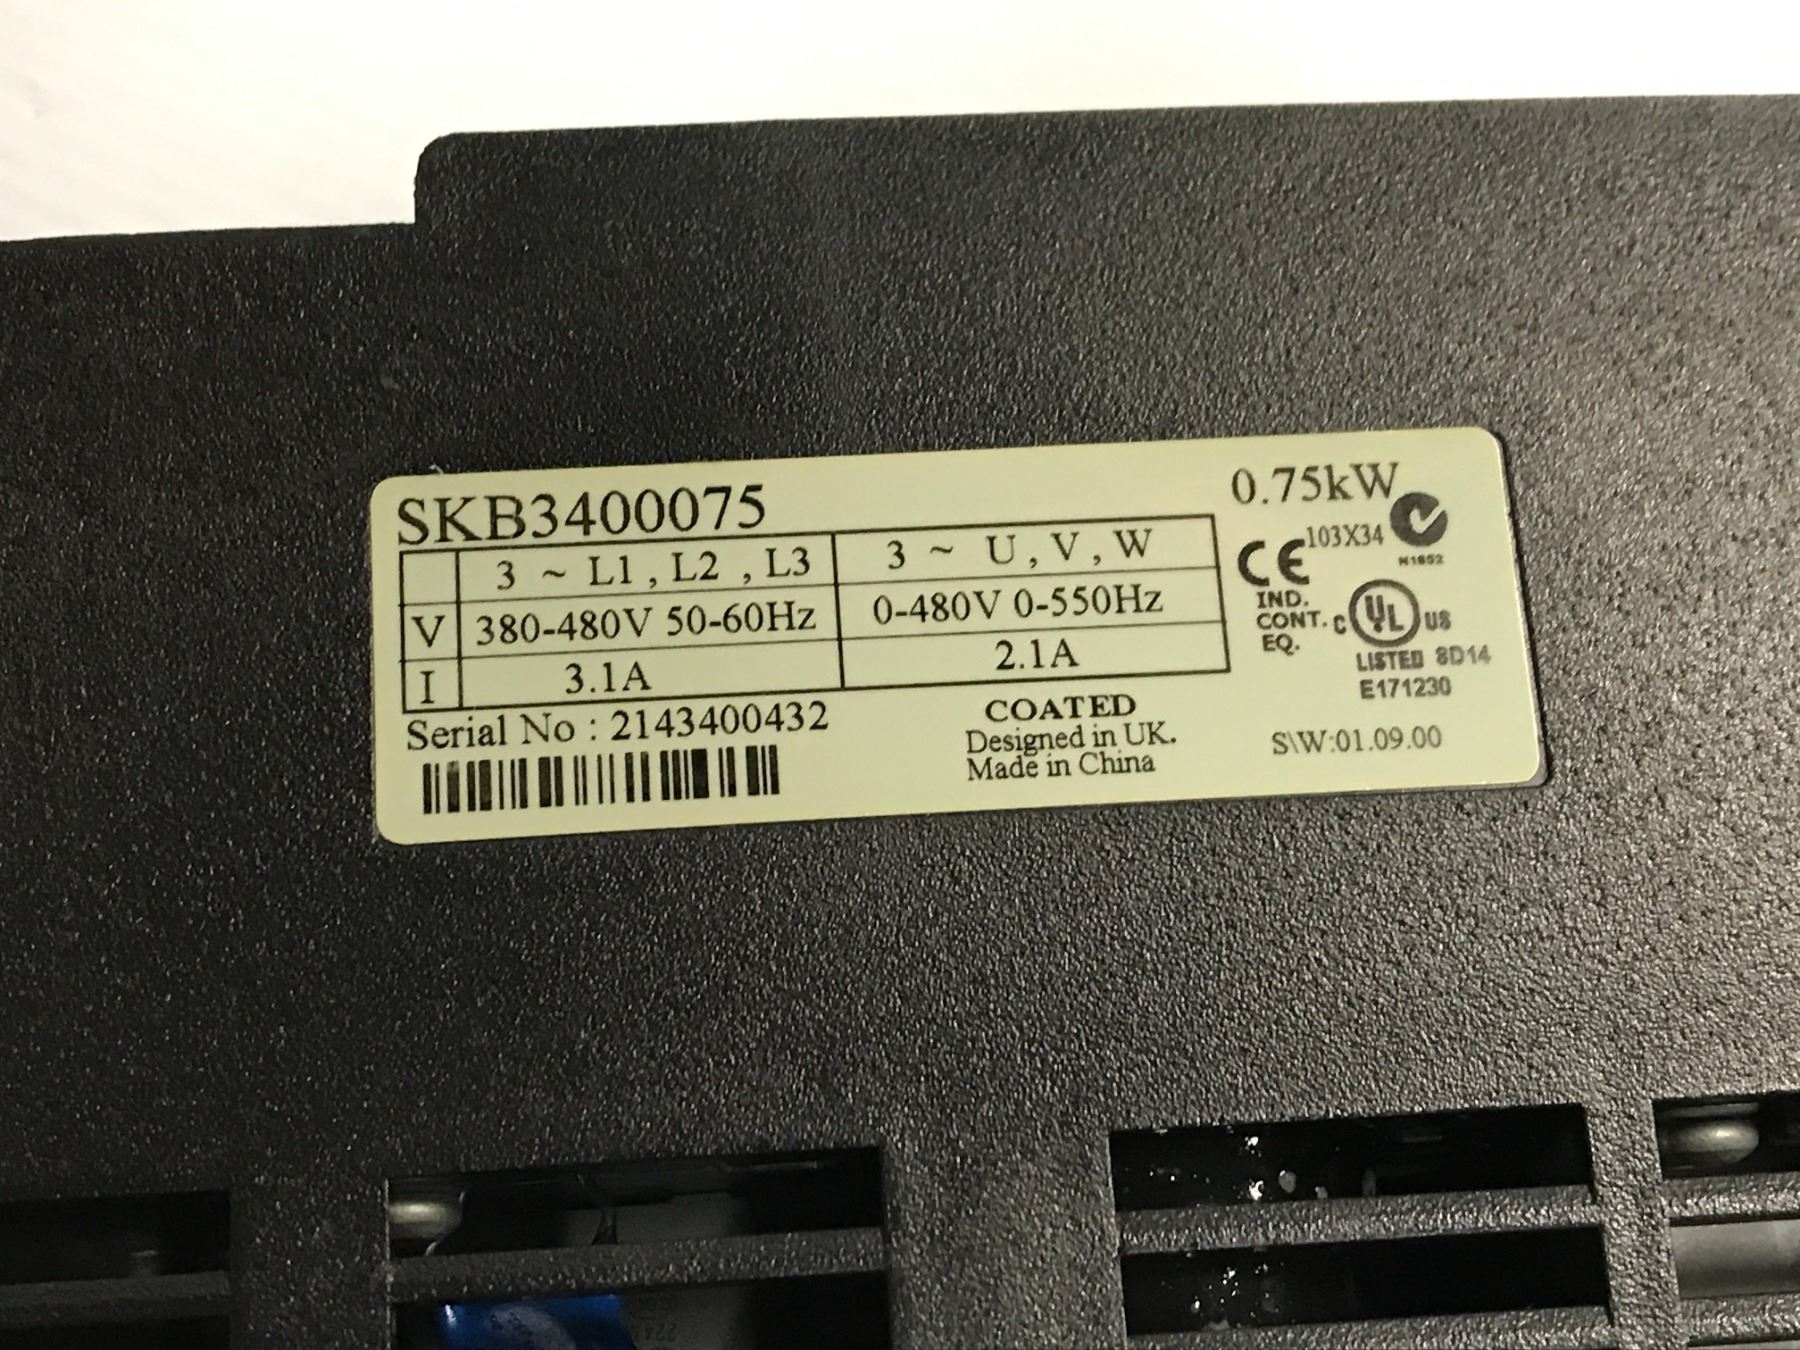 SKB3400075
0.75kW
3 ~ L1 , L2 , L3
3 ~ U , V , W
V
380-480V 50-60Hz
0-480V 0-550Hz
I
3.1A
2.1A
CE
103X34
N1652
IND.
CONT.
EQ.
C UL US
LISTED 8D14
E171230
Serial No : 2143400432
COATED
Designed in UK.
Made in China
S\W:01.09.00